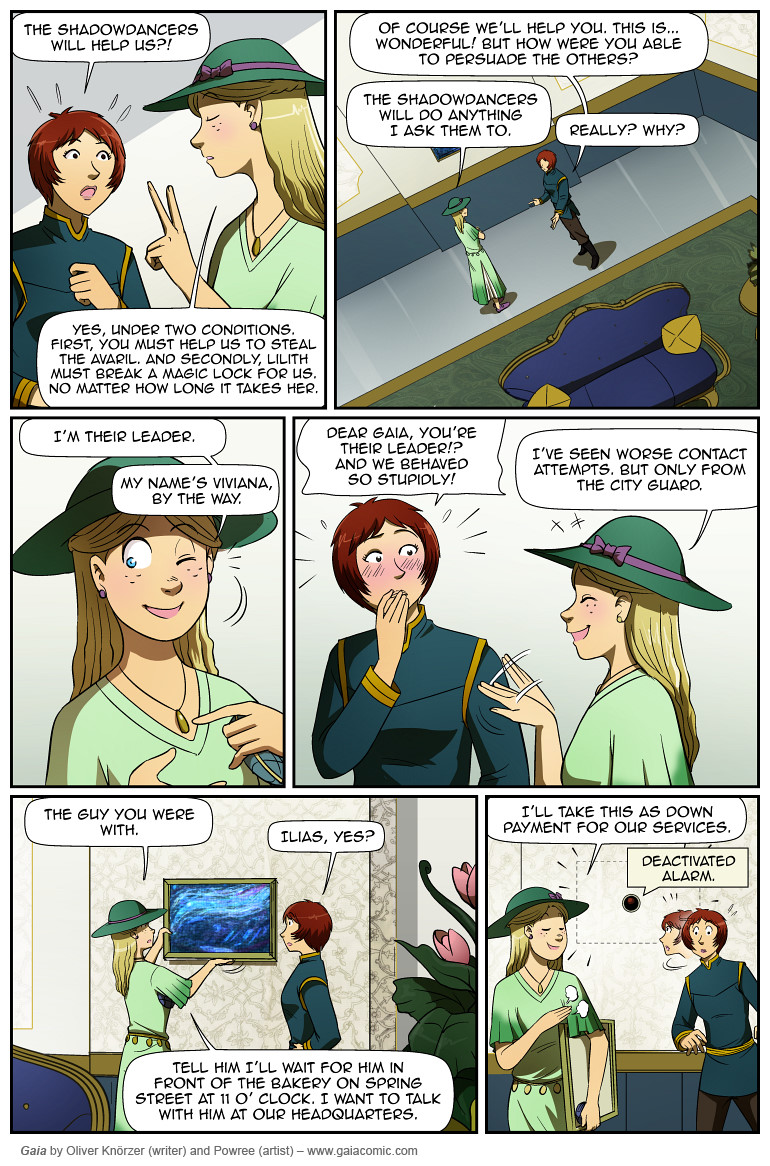 THE SHADOWDANCERS
WILL HELP US?!
YES, UNDER TWO CONDITIONS.
FIRST, YOU MUST HELP US TO STEAL
THE AVARIL. AND SECONDLY, LILITH
MUST BREAK A MAGIC LOCK FOR US.
NO MATTER HOW LONG IT TAKES HER.
OF COURSE WE'LL HELP YOU. THIS IS...
WONDERFUL! BUT HOW WERE YOU ABLE
TO PERSUADE THE OTHERS?
THE SHADOWDANCERS
WILL DO ANYTHING
I ASK THEM TO.
REALLY? WHY?
I'M THEIR LEADER.
MY NAME'S VIVIANA,
BY THE WAY.
DEAR GAIA, YOU'RE
THEIR LEADER!?
AND WE BEHAVED
SO STUPIDLY!
I'VE SEEN WORSE CONTACT
ATTEMPTS. BUT ONLY FROM
THE CITY GUARD.
THE GUY YOU WERE
WITH.
ILIAS, YES?
TELL HIM I'LL WAIT FOR HIM IN
FRONT OF THE BAKERY ON SPRING
STREET AT 11 O' CLOCK. I WANT TO TALK
WITH HIM AT OUR HEADQUARTERS.
I'LL TAKE THIS AS DOWN
PAYMENT FOR OUR SERVICES.
DEACTIVATED
ALARM.
Gaia by Oliver Knörzer (writer) and Powree (artist) – www.gaiacomic.com